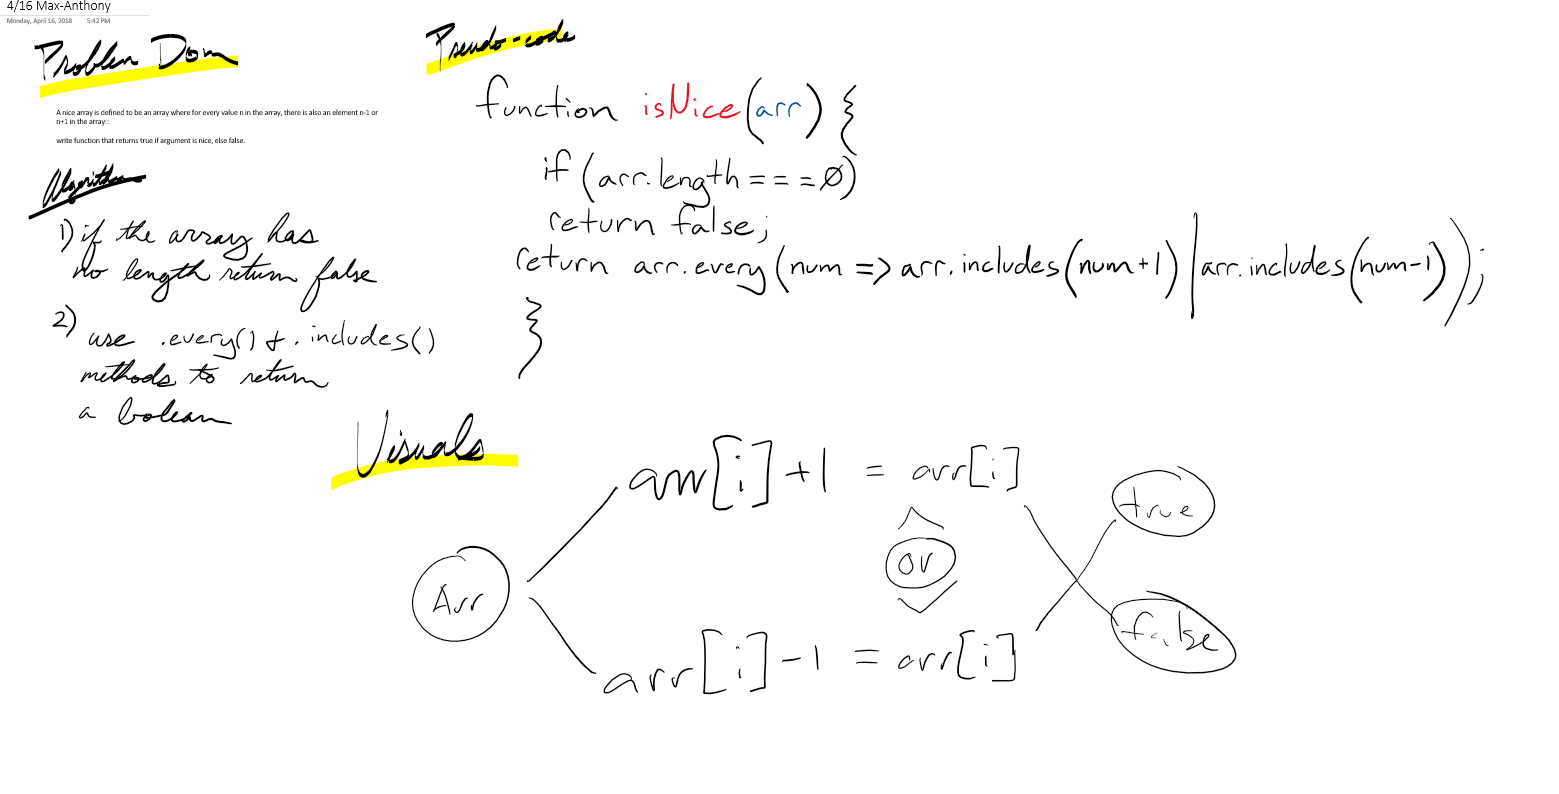 4/16 Max-Anthony
Monday, April 16, 2018 5:42 PM
Problem Dom
A nice array is defined to be an array where for every value n in the array, there is also an element n-1 or
n+1 in the array::
write function that returns true if argument is nice, else false.
Algorithm
1) if the array has
no length return false
2) use .every() & .includes()
methods to return
a bolean
Pseudo-code
function isNice(arr) {
if (arr.length === 0)
return false;
return arr.every(num => arr.includes(num+1) | arr.includes(num-1));
}
Visuals
Arr
arr[i] +1 = arr[i]
or
arr[i] -1 = arr[i]
true
false